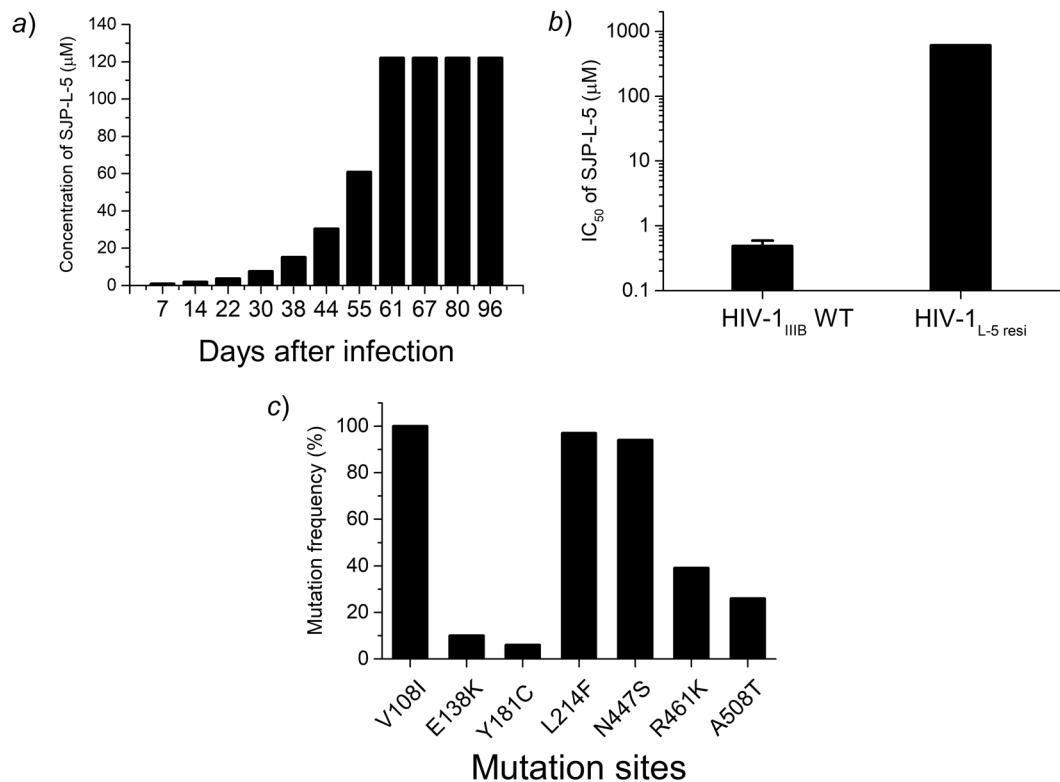 a)
Concentration of SJP-L-5 (μM)
140
120
100
80
60
40
20
0
7 14 22 30 38 44 55 61 67 80 96
Days after infection
b)
IC50 of SJP-L-5 (μM)
1000
100
10
1
0.1
HIV-1IIIB WT HIV-1L-5 resi
c)
Mutation frequency (%)
100
80
60
40
20
0
V108I E138K Y181C L214F N447S R461K A508T
Mutation sites